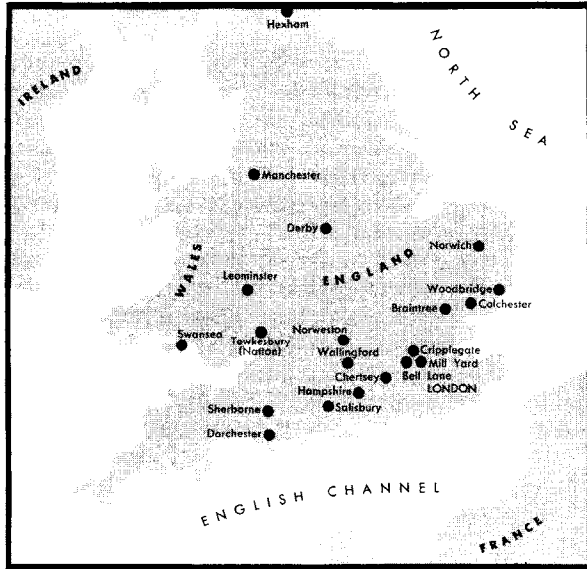 Hexham
NORTH SEA
IRELAND
Manchester
Derby
Norwich
WALES
ENGLAND
Leominster
Woodbridge
Colchester
Braintree
Swansea
Tewkesbury
(Natton)
Norweston
Cripplegate
Wallingford
Mill Yard
Bell Lane
LONDON
Chertsey
Hampshire
Salisbury
Sherborne
Dorchester
ENGLISH CHANNEL
FRANCE